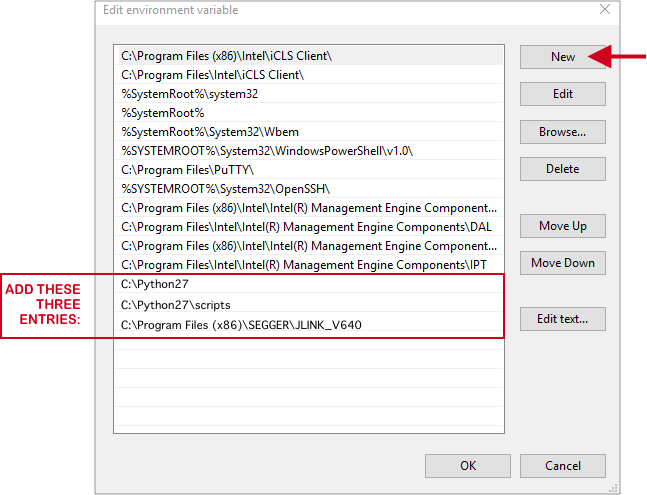 Edit environment variable
C:\Program Files (x86)\Intel\iCLS Client\
New
C:\Program Files\Intel\iCLS Client\
%SystemRoot%\system32
Edit
%SystemRoot%
%SystemRoot%\System32\Wbem
Browse...
%SYSTEMROOT%\System32\WindowsPowerShell\v1.0\
C:\Program Files\PuTTY\
Delete
%SYSTEMROOT%\System32\OpenSSH\
C:\Program Files (x86)\Intel\Intel(R) Management Engine Component...
C:\Program Files\Intel\Intel(R) Management Engine Components\DAL
Move Up
C:\Program Files (x86)\Intel\Intel(R) Management Engine Component...
C:\Program Files\Intel\Intel(R) Management Engine Components\IPT
Move Down
ADD THESE
THREE
ENTRIES:
C:\Python27
C:\Python27\scripts
C:\Program Files (x86)\SEGGER\JLINK_V640
Edit text...
OK
Cancel